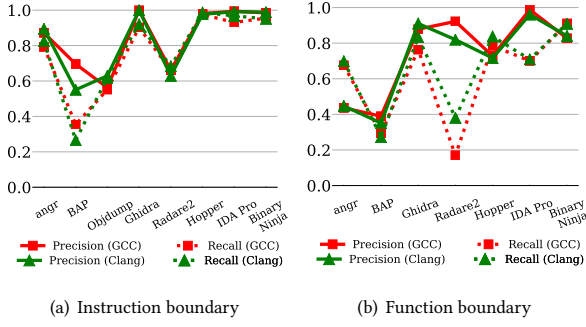 1.0
0.8
0.6
0.4
0.2
0.0
angr
BAP
Objdump
Ghidra
Radare2
Hopper
IDA Pro
Binary
Ninja
Precision (GCC)
Recall (GCC)
Precision (Clang)
Recall (Clang)
(a) Instruction boundary
1.0
0.8
0.6
0.4
0.2
0.0
angr
BAP
Ghidra
Radare2
Hopper
IDA Pro
Binary
Ninja
Precision (GCC)
Recall (GCC)
Precision (Clang)
Recall (Clang)
(b) Function boundary